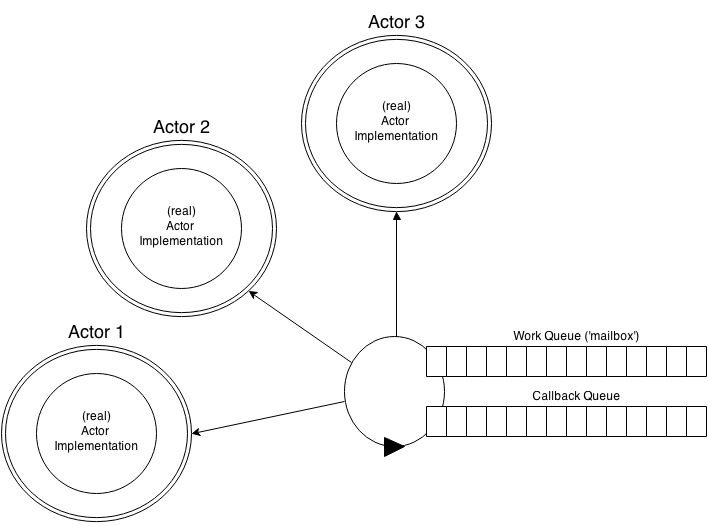 Actor 3
(real)
Actor
Implementation
Actor 2
(real)
Actor
Implementation
Actor 1
(real)
Actor
Implementation
Work Queue ('mailbox')
Callback Queue